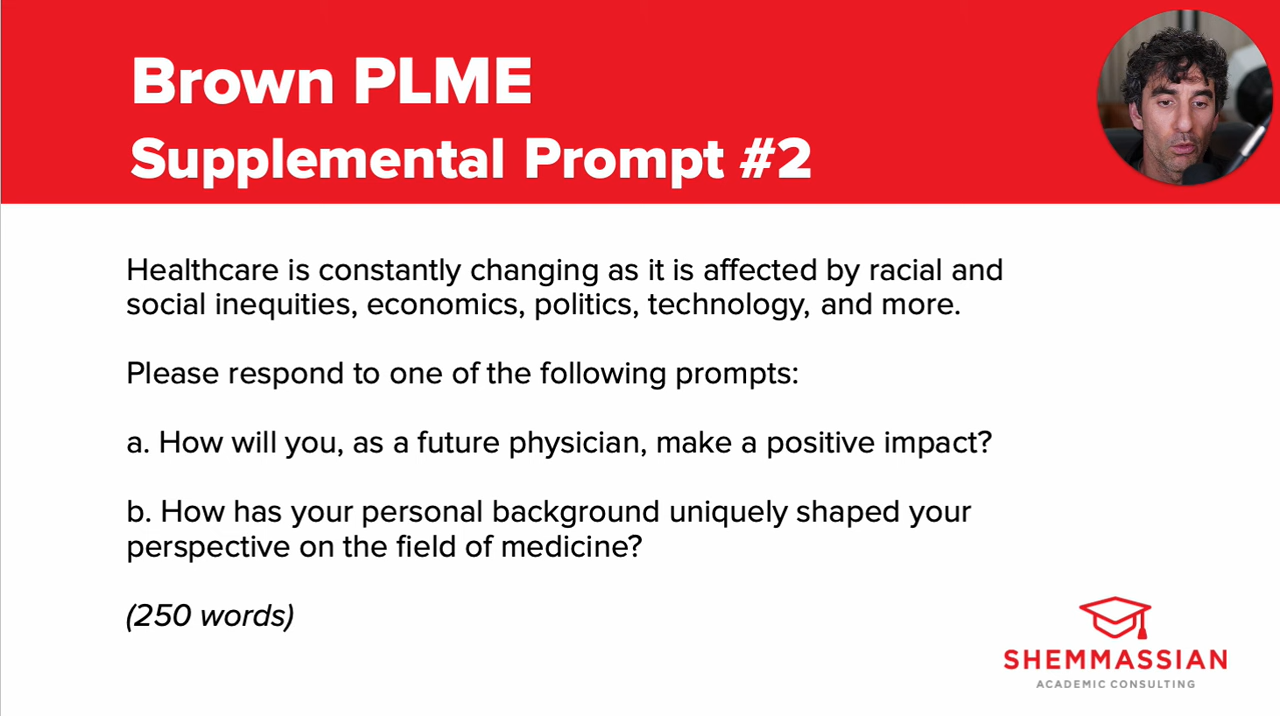 Brown PLME
Supplemental Prompt #2
Healthcare is constantly changing as it is affected by racial and
social inequities, economics, politics, technology, and more.
Please respond to one of the following prompts:
a. How will you, as a future physician, make a positive impact?
b. How has your personal background uniquely shaped your
perspective on the field of medicine?
(250 words)
SHEMMASSIAN
ACADEMIC CONSULTING